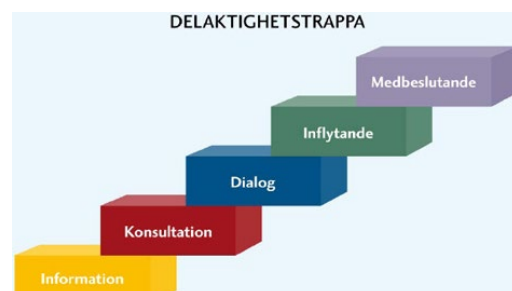 DELAKTIGHETSTRAPPA
Medbeslutande
Inflytande
Dialog
Konsultation
Information